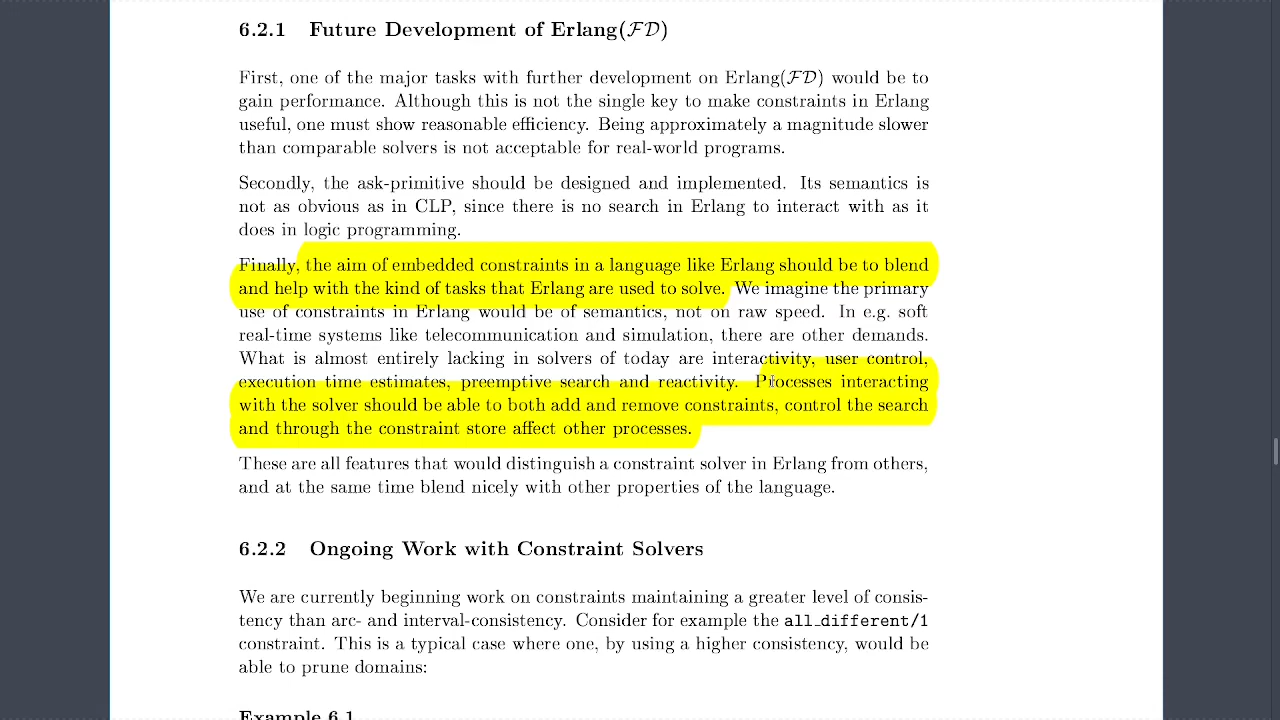 6.2.1 Future Development of Erlang(FD)
First, one of the major tasks with further development on Erlang(FD) would be to
gain performance. Although this is not the single key to make constraints in Erlang
useful, one must show reasonable efficiency. Being approximately a magnitude slower
than comparable solvers is not acceptable for real-world programs.
Secondly, the ask-primitive should be designed and implemented. Its semantics is
not as obvious as in CLP, since there is no search in Erlang to interact with as it
does in logic programming.
Finally, the aim of embedded constraints in a language like Erlang should be to blend
and help with the kind of tasks that Erlang are used to solve. We imagine the primary
use of constraints in Erlang would be of semantics, not on raw speed. In e.g. soft
real-time systems like telecommunication and simulation, there are other demands.
What is almost entirely lacking in solvers of today are interactivity, user control,
execution time estimates, preemptive search and reactivity. Processes interacting
with the solver should be able to both add and remove constraints, control the search
and through the constraint store affect other processes.
These are all features that would distinguish a constraint solver in Erlang from others,
and at the same time blend nicely with other properties of the language.
6.2.2 Ongoing Work with Constraint Solvers
We are currently beginning work on constraints maintaining a greater level of consis-
tency than arc- and interval-consistency. Consider for example the all_different/1
constraint. This is a typical case where one, by using a higher consistency, would be
able to prune domains:
Example 6.1